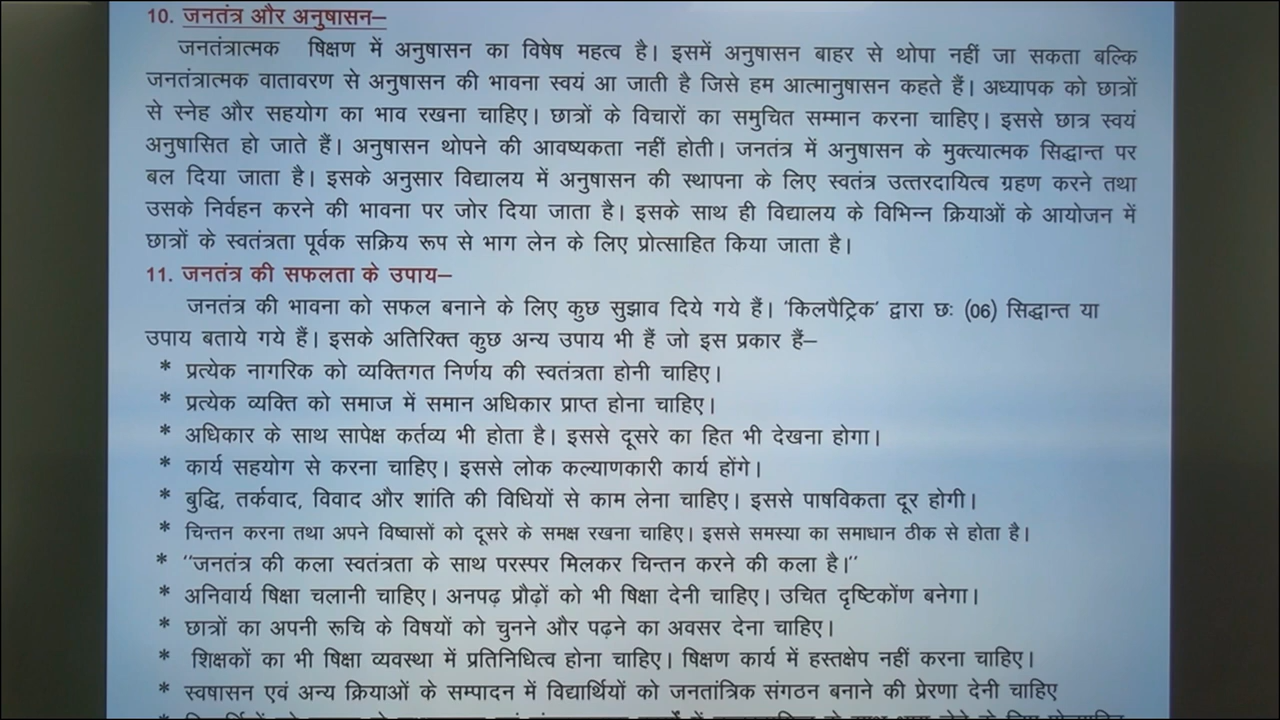 10. जनतंत्र और अनुषासन–
जनतंत्रात्मक षिक्षण में अनुषासन का विषेष महत्व है। इसमें अनुषासन बाहर से थोपा नहीं जा सकता बल्कि
जनतंत्रात्मक वातावरण से अनुषासन की भावना स्वयं आ जाती है जिसे हम आत्मानुषासन कहते हैं। अध्यापक को छात्रों
से स्नेह और सहयोग का भाव रखना चाहिए। छात्रों के विचारों का समुचित सम्मान करना चाहिए। इससे छात्र स्वयं
अनुषासित हो जाते हैं। अनुषासन थोपने की आवष्यकता नहीं होती। जनतंत्र में अनुषासन के मुक्त्यात्मक सिद्धान्त पर
बल दिया जाता है। इसके अनुसार विद्यालय में अनुषासन की स्थापना के लिए स्वतंत्र उत्तरदायित्व ग्रहण करने तथा
उसके निर्वहन करने की भावना पर जोर दिया जाता है। इसके साथ ही विद्यालय के विभिन्न क्रियाओं के आयोजन में
छात्रों के स्वतंत्रता पूर्वक सक्रिय रूप से भाग लेन के लिए प्रोत्साहित किया जाता है।
11. जनतंत्र की सफलता के उपाय–
जनतंत्र की भावना को सफल बनाने के लिए कुछ सुझाव दिये गये हैं। 'किलपैट्रिक' द्वारा छः (06) सिद्धान्त या
उपाय बताये गये हैं। इसके अतिरिक्त कुछ अन्य उपाय भी हैं जो इस प्रकार हैं–
* प्रत्येक नागरिक को व्यक्तिगत निर्णय की स्वतंत्रता होनी चाहिए।
* प्रत्येक व्यक्ति को समाज में समान अधिकार प्राप्त होना चाहिए।
* अधिकार के साथ सापेक्ष कर्तव्य भी होता है। इससे दूसरे का हित भी देखना होगा।
* कार्य सहयोग से करना चाहिए। इससे लोक कल्याणकारी कार्य होंगे।
* बुद्धि, तर्कवाद, विवाद और शांति की विधियों से काम लेना चाहिए। इससे पाषविकता दूर होगी।
* चिन्तन करना तथा अपने विष्वासों को दूसरे के समक्ष रखना चाहिए। इससे समस्या का समाधान ठीक से होता है।
* "जनतंत्र की कला स्वतंत्रता के साथ परस्पर मिलकर चिन्तन करने की कला है।"
* अनिवार्य षिक्षा चलानी चाहिए। अनपढ़ प्रौढ़ों को भी षिक्षा देनी चाहिए। उचित दृष्टिकोंण बनेगा।
* छात्रों का अपनी रूचि के विषयों को चुनने और पढ़ने का अवसर देना चाहिए।
* शिक्षकों का भी षिक्षा व्यवस्था में प्रतिनिधित्व होना चाहिए। षिक्षण कार्य में हस्तक्षेप नहीं करना चाहिए।
* स्वषासन एवं अन्य क्रियाओं के सम्पादन में विद्यार्थियों को जनतांत्रिक संगठन बनाने की प्रेरणा देनी चाहिए